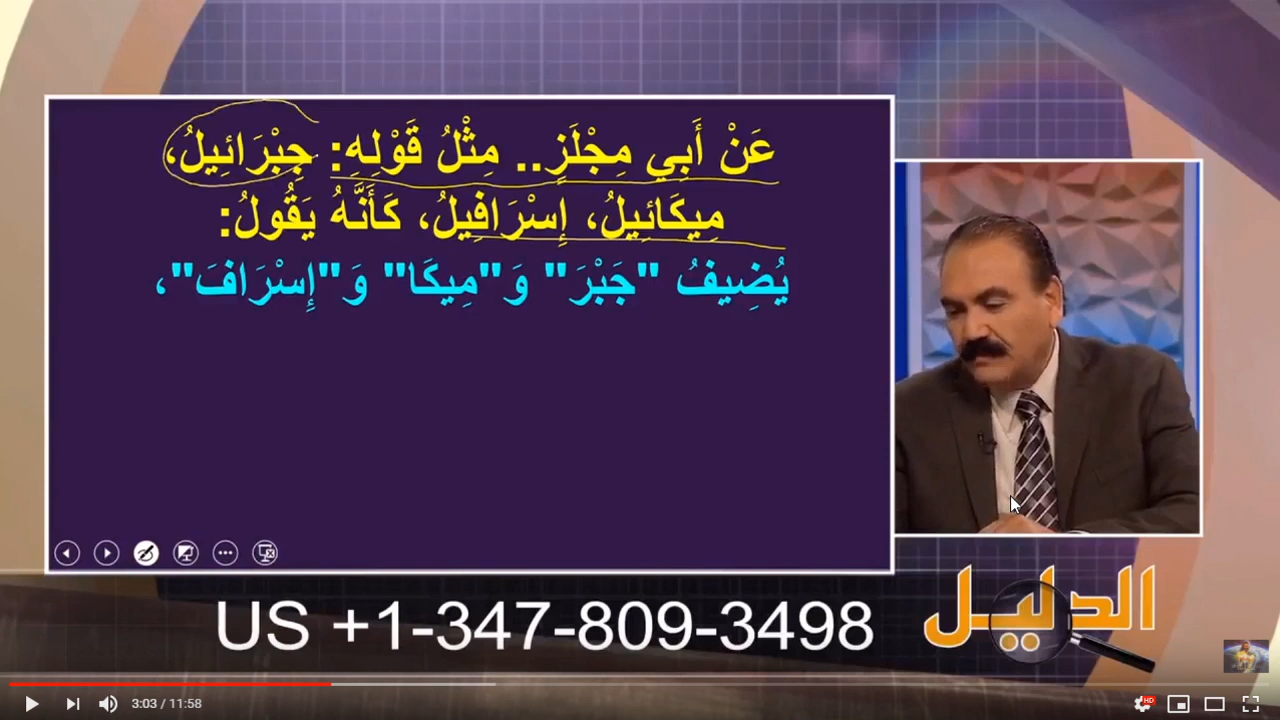 عَنْ أَبِي مِجْلَزٍ.. مِثْلُ قَوْلِهِ: جِبْرَائِيلُ،
مِيكَائِيلُ، إِسْرَافِيلُ، كَأَنَّهُ يَقُولُ:
يُضِيفُ "جَبْرَ" وَ"مِيكَا" وَ"إِسْرَافَ"،
الدليل
US +1-347-809-3498
3:03 / 11:58
HD